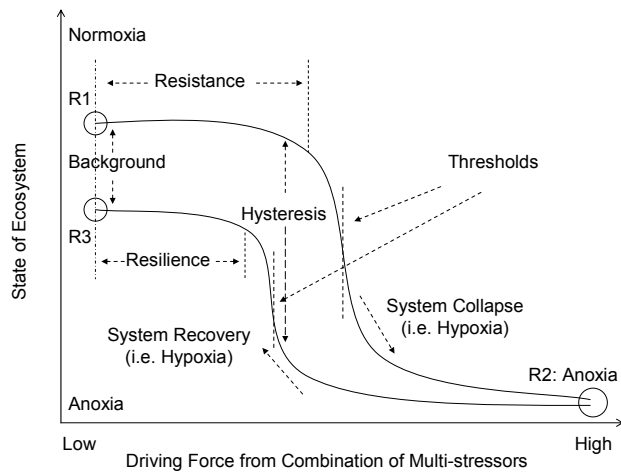 Normoxia
Resistance
R1
Background
Thresholds
Hysteresis
R3
Resilience
State of Ecosystem
System Collapse
(i.e. Hypoxia)
System Recovery
(i.e. Hypoxia)
R2: Anoxia
Anoxia
Low
High
Driving Force from Combination of Multi-stressors